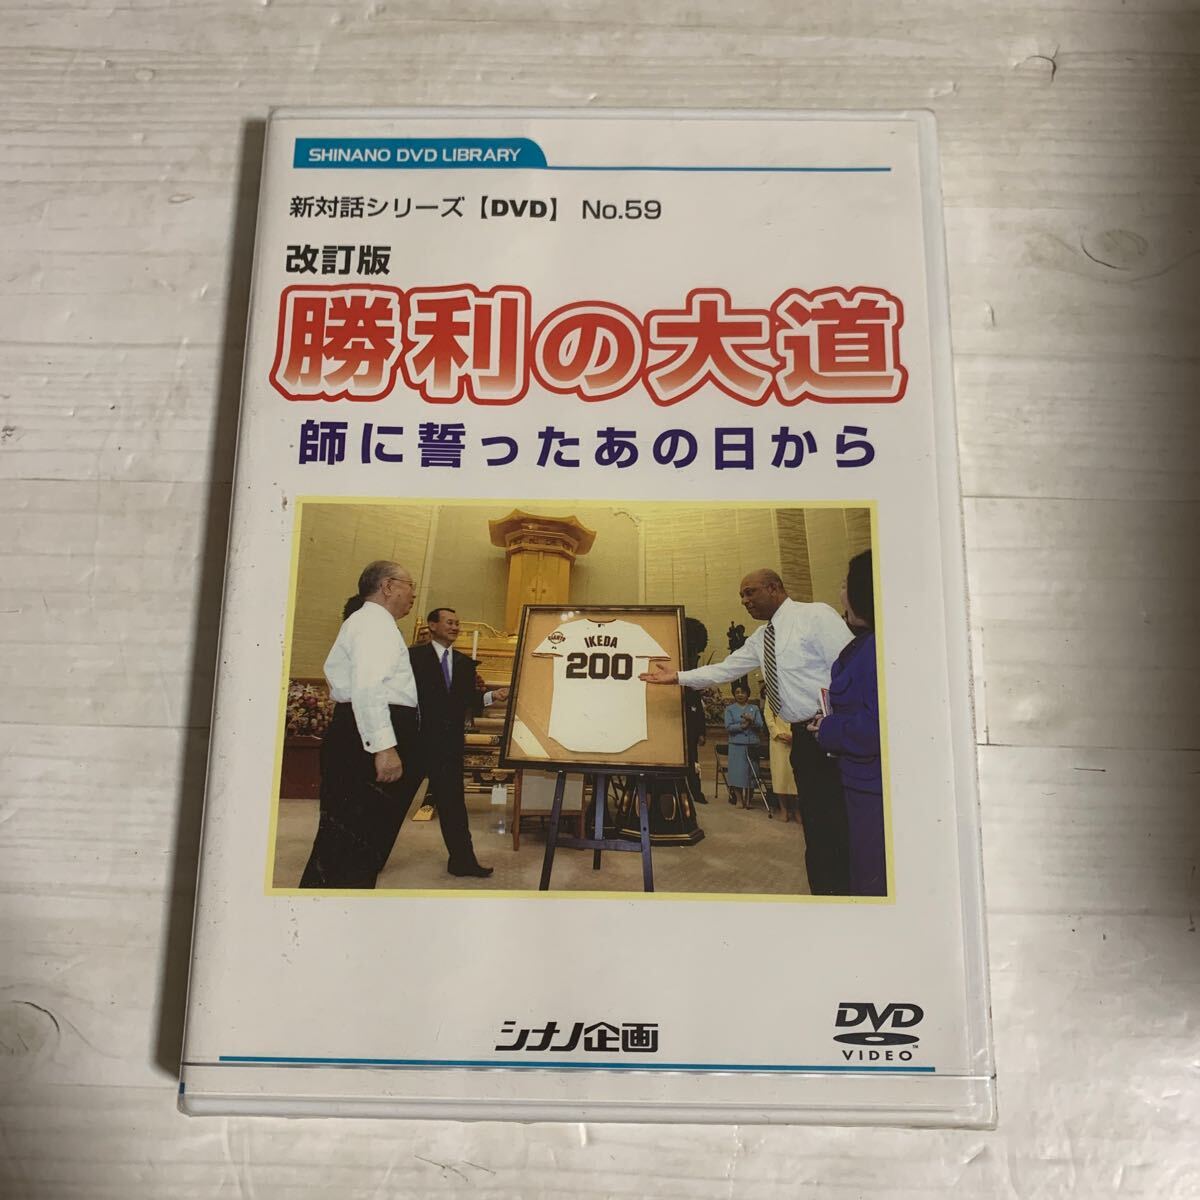 SHINANO DVD LIBRARY
新対話シリーズ【DVD】 No.59
改訂版
勝利の大道
師に誓ったあの日から
GIANTS
IKEDA
200
シナノ企画
DVD
VIDEO
TM